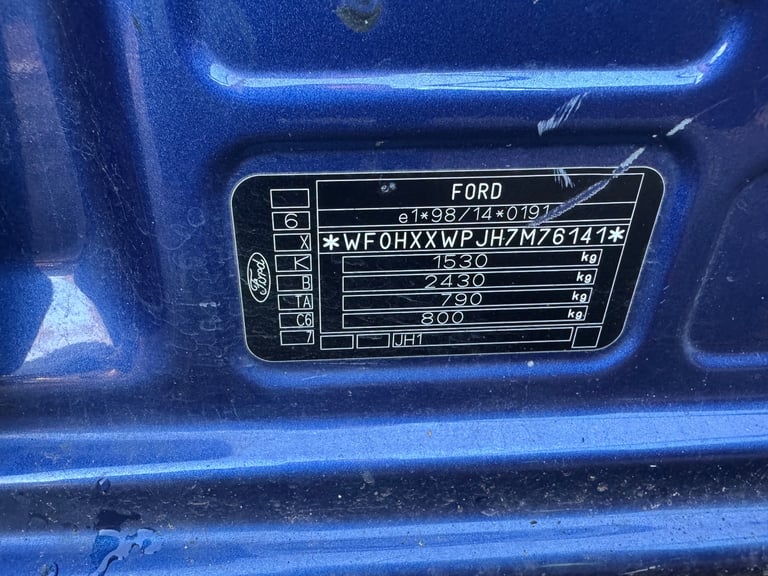 FORD
e1*98/14*0191
*WF0HXXWPJH7M76141*
1530 kg
2430 kg
790 kg
800 kg
JH1
6
X
K
B
TA
C6
7
Ford